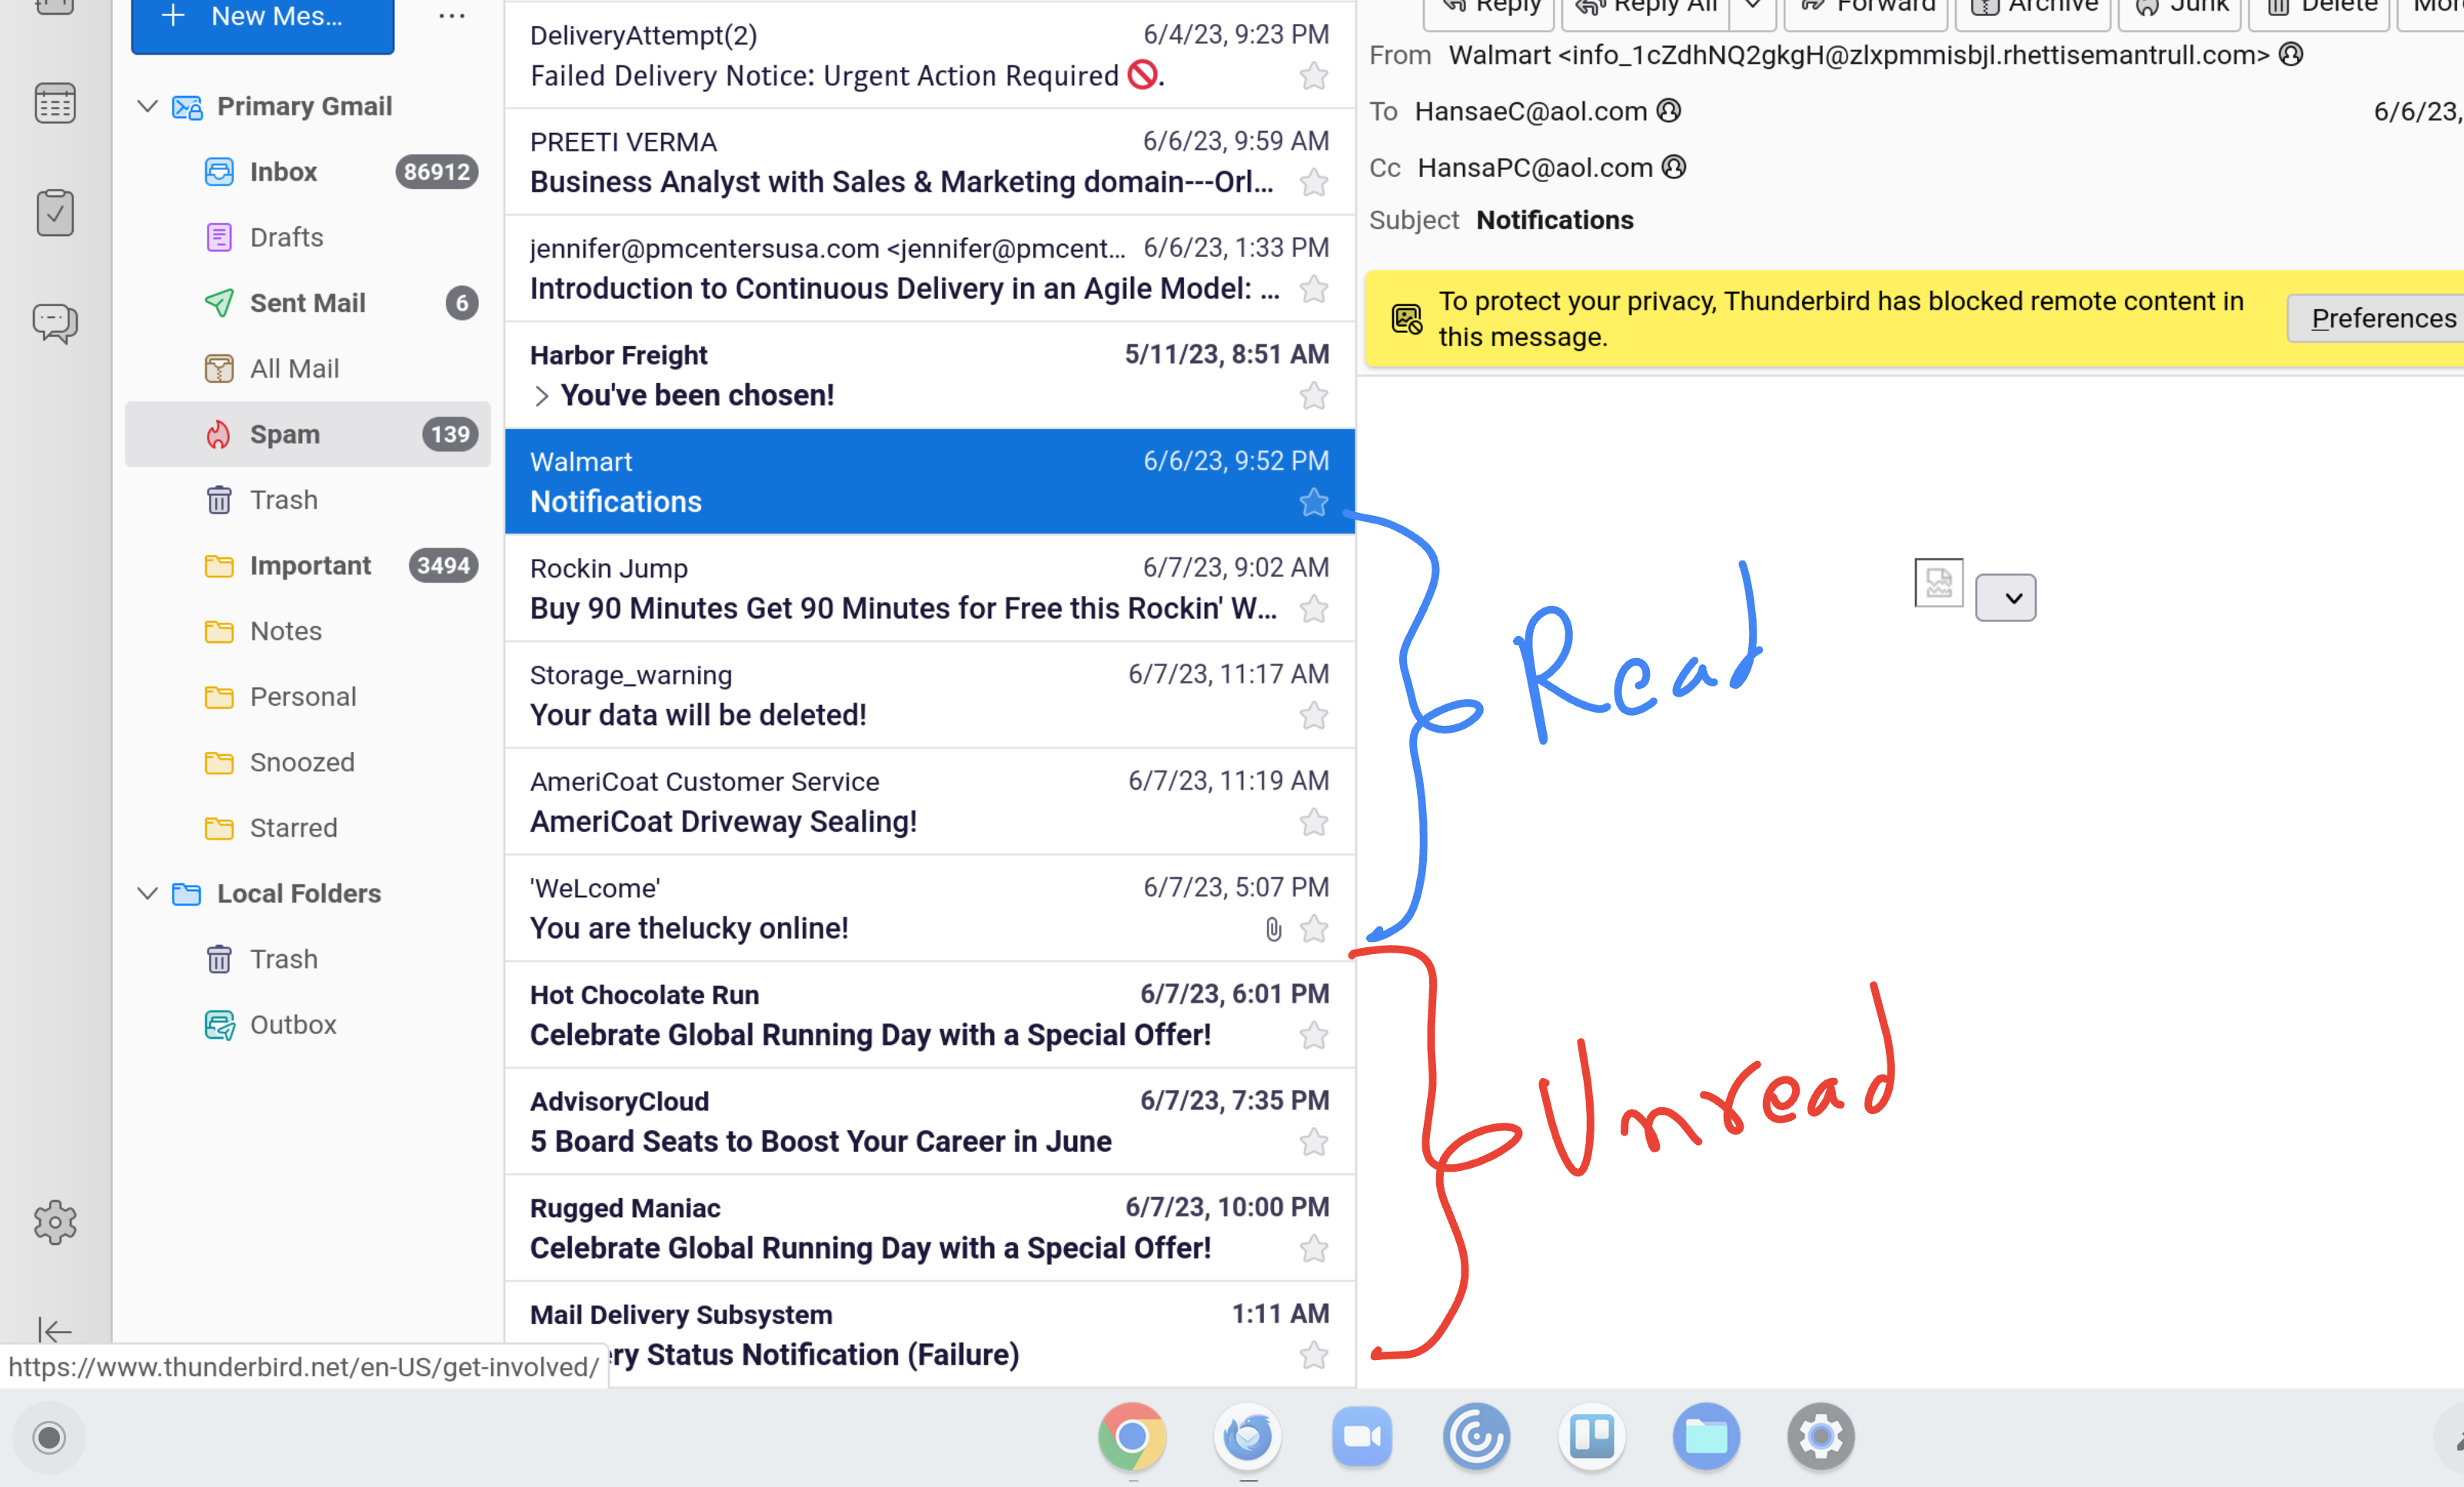 New Mes...
Primary Gmail
Inbox 86912
Drafts
Sent Mail 6
All Mail
Spam 139
Trash
Important 3494
Notes
Personal
Snoozed
Starred
Local Folders
Trash
Outbox
https://www.thunderbird.net/en-US/get-involved/
DeliveryAttempt(2) 6/4/23, 9:23 PM
Failed Delivery Notice: Urgent Action Required 🚫.
PREETI VERMA 6/6/23, 9:59 AM
Business Analyst with Sales & Marketing domain---Orl...
jennifer@pmcentersusa.com <jennifer@pmcent... 6/6/23, 1:33 PM
Introduction to Continuous Delivery in an Agile Model: ...
Harbor Freight 5/11/23, 8:51 AM
You've been chosen!
Walmart 6/6/23, 9:52 PM
Notifications
Rockin Jump 6/7/23, 9:02 AM
Buy 90 Minutes Get 90 Minutes for Free this Rockin' W...
Storage_warning 6/7/23, 11:17 AM
Your data will be deleted!
AmeriCoat Customer Service 6/7/23, 11:19 AM
AmeriCoat Driveway Sealing!
'WeLcome' 6/7/23, 5:07 PM
You are thelucky online!
Hot Chocolate Run 6/7/23, 6:01 PM
Celebrate Global Running Day with a Special Offer!
AdvisoryCloud 6/7/23, 7:35 PM
5 Board Seats to Boost Your Career in June
Rugged Maniac 6/7/23, 10:00 PM
Celebrate Global Running Day with a Special Offer!
Mail Delivery Subsystem 1:11 AM
ery Status Notification (Failure)
Reply Reply All Forward Archive Junk Delete Mor
From Walmart <info_1cZdhNQ2gkgH@zlxpmmisbjl.rhettisemantrull.com>
To HansaeC@aol.com 6/6/23,
Cc HansaPC@aol.com
Subject Notifications
To protect your privacy, Thunderbird has blocked remote content in
this message.
Preferences
Read
Unread